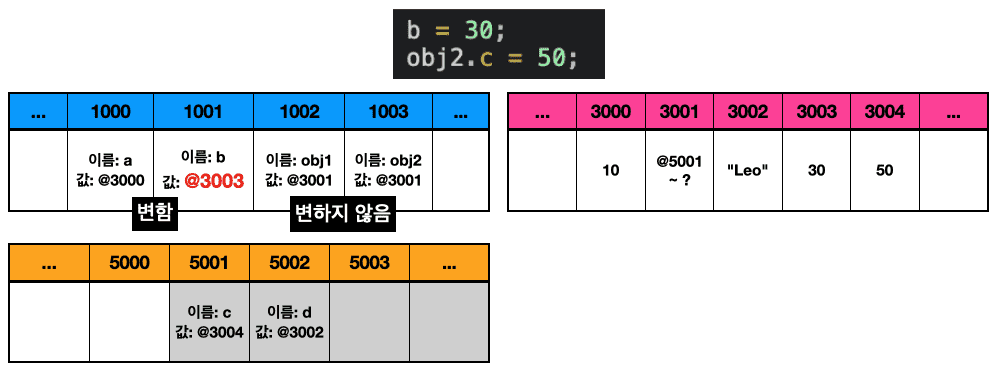 b = 30;
obj2.c = 50;
... 1000 1001 1002 1003 ...
이름: a 이름: b 이름: obj1 이름: obj2
값: @3000 값: @3003 값: @3001 값: @3001
변함 변하지 않음
... 3000 3001 3002 3003 3004 ...
10 @5001 "Leo" 30 50
~ ?
... 5000 5001 5002 5003 ...
이름: c 이름: d
값: @3004 값: @3002